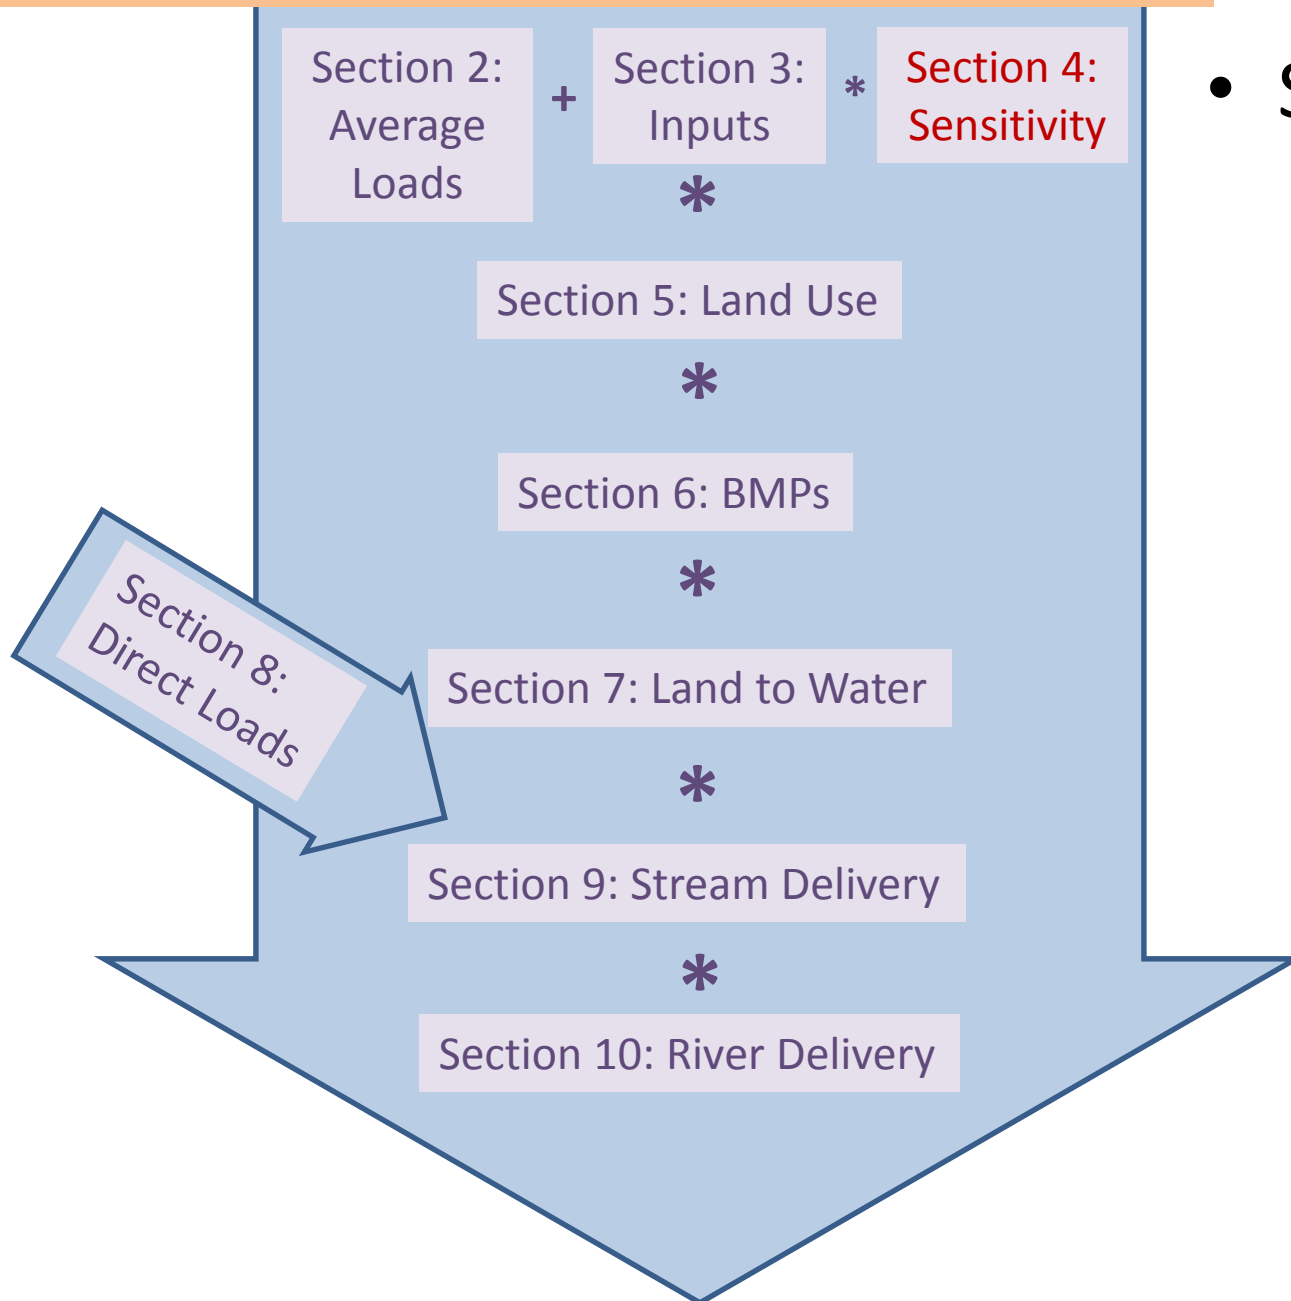 Section 2:
Average
Loads
+
Section 3:
Inputs
*
Section 4:
Sensitivity
*
Section 5: Land Use
*
Section 6: BMPs
*
Section 8:
Direct Loads
Section 7: Land to Water
*
Section 9: Stream Delivery
*
Section 10: River Delivery